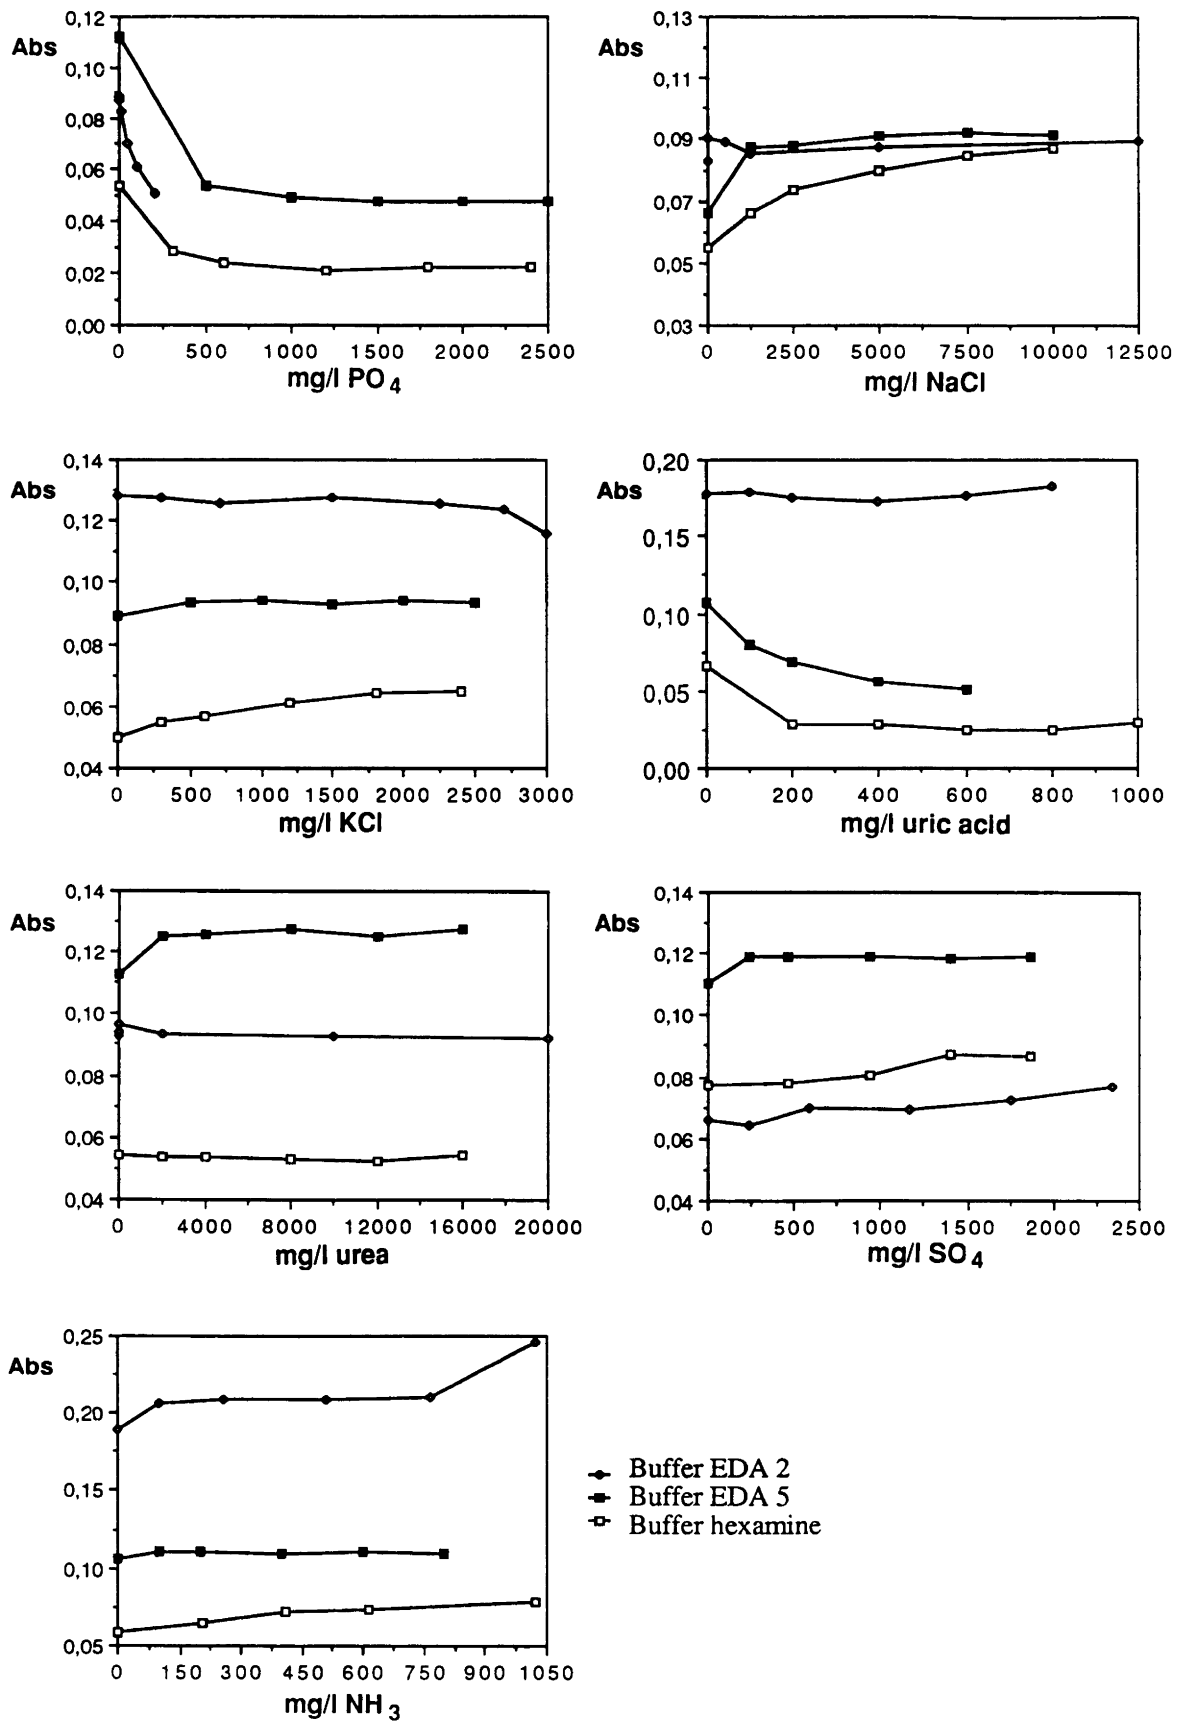 Abs
0,12
0,10
0,08
0,06
0,04
0,02
0,00
0 500 1000 1500 2000 2500
mg/l PO4
Abs
0,13
0,11
0,09
0,07
0,05
0,03
0 2500 5000 7500 10000 12500
mg/l NaCl
Abs
0,14
0,12
0,10
0,08
0,06
0,04
0 500 1000 1500 2000 2500 3000
mg/l KCl
Abs
0,20
0,15
0,10
0,05
0,00
0 200 400 600 800 1000
mg/l uric acid
Abs
0,14
0,12
0,10
0,08
0,06
0,04
0 4000 8000 12000 16000 20000
mg/l urea
Abs
0,14
0,12
0,10
0,08
0,06
0,04
0 500 1000 1500 2000 2500
mg/l SO4
Abs
0,25
0,20
0,15
0,10
0,05
0 150 300 450 600 750 900 1050
mg/l NH3
Buffer EDA 2
Buffer EDA 5
Buffer hexamine